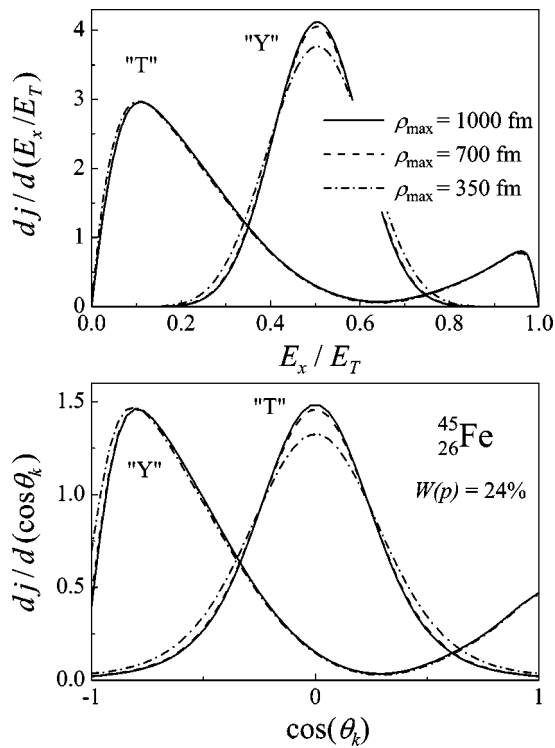 dj / d(E_x / E_T)
4
3
2
1
0
"T"
"Y"
ρ_max = 1000 fm
ρ_max = 700 fm
ρ_max = 350 fm
0.0 0.2 0.4 0.6 0.8 1.0
E_x / E_T
dj / d(cosθ_k)
1.5
1.0
0.5
0.0
"Y"
"T"
^{45}_{26}Fe
W(p) = 24%
-1 0 1
cos(θ_k)